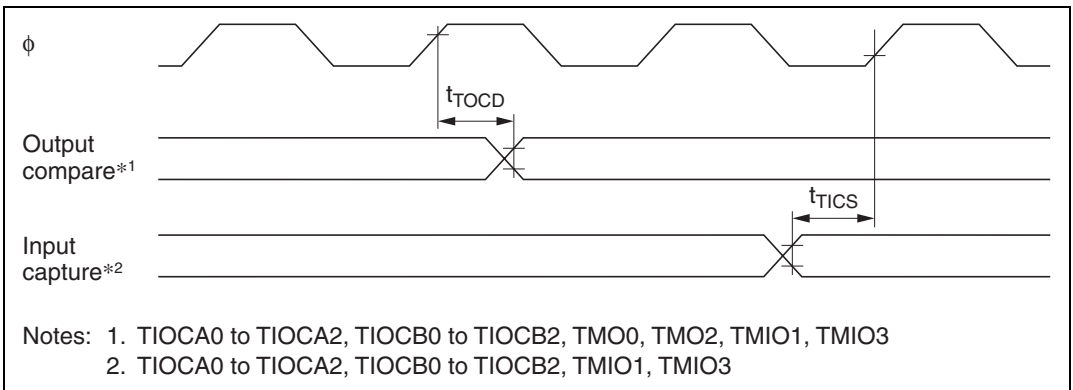 ϕ
tTOCD
Output
compare*1
tTICS
Input
capture*2
Notes: 1. TIOCA0 to TIOCA2, TIOCB0 to TIOCB2, TMO0, TMO2, TMIO1, TMIO3
2. TIOCA0 to TIOCA2, TIOCB0 to TIOCB2, TMIO1, TMIO3